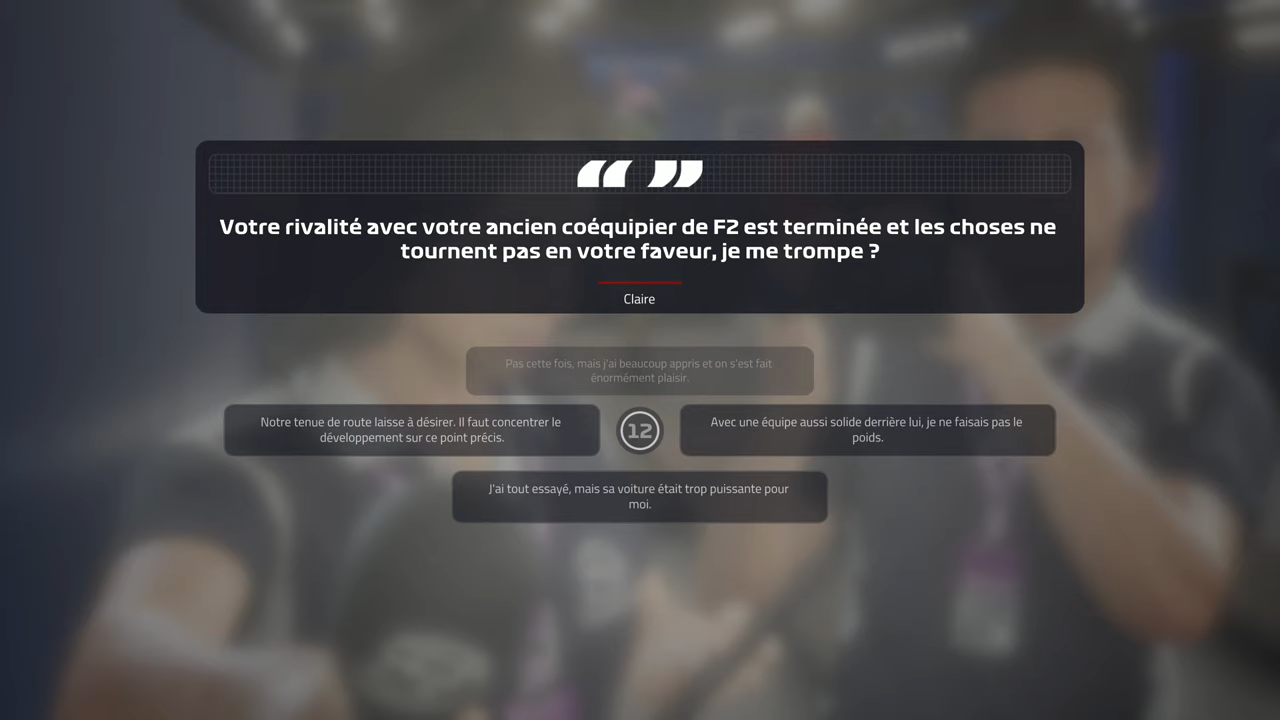 “ ”
Votre rivalité avec votre ancien coéquipier de F2 est terminée et les choses ne
tournent pas en votre faveur, je me trompe ?
Claire
Pas cette fois, mais j'ai beaucoup appris et on s'est fait
énormément plaisir.
Notre tenue de route laisse à désirer. Il faut concentrer le
développement sur ce point précis.
12
Avec une équipe aussi solide derrière lui, je ne faisais pas le
poids.
J'ai tout essayé, mais sa voiture était trop puissante pour
moi.